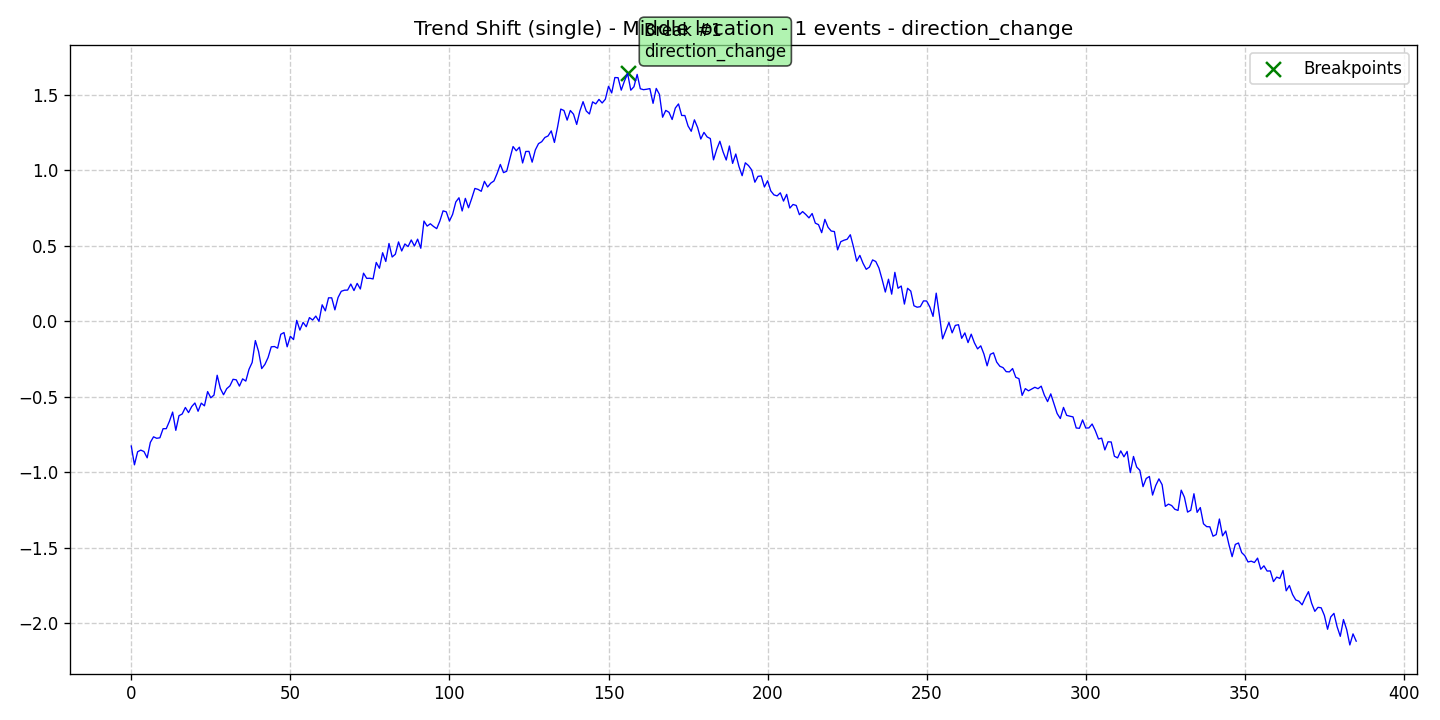 Trend Shift (single) - Middle location - 1 events - direction_change
Break #1
direction_change
Breakpoints
1.5
1.0
0.5
0.0
−0.5
−1.0
−1.5
−2.0
0 50 100 150 200 250 300 350 400